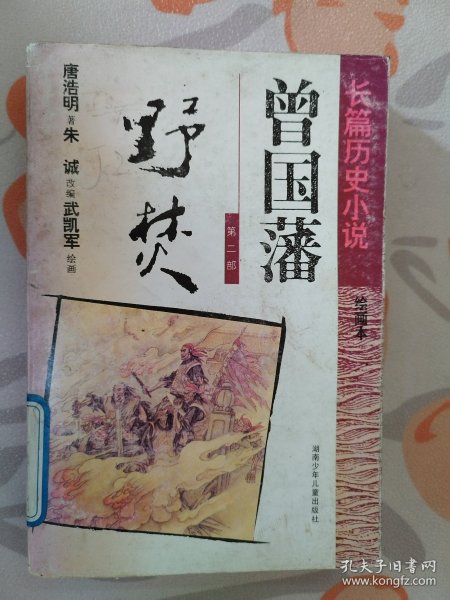 长篇历史小说
绘画本
曾国藩
第二部
野焚
唐浩明 著 朱诚 改编 武凯军 绘画
湖南少年儿童出版社
孔夫子旧书网
www.kongfz.com